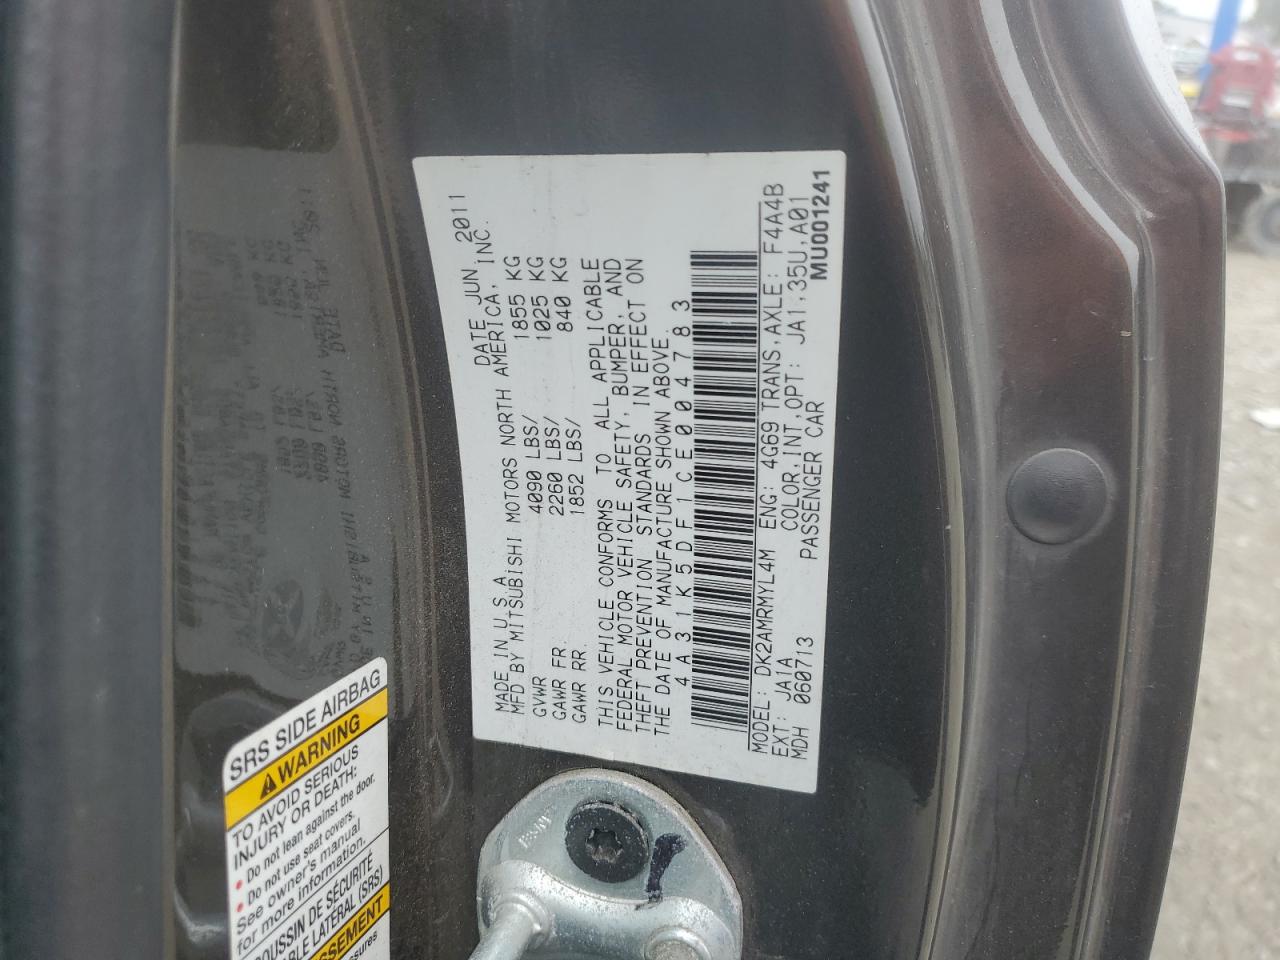 MADE IN U.S.A. DATE JUN 2011
MFD BY MITSUBISHI MOTORS NORTH AMERICA, INC.
GVWR 4090 LBS/ 1855 KG
GAWR FR. 2260 LBS/ 1025 KG
GAWR RR. 1852 LBS/ 840 KG
THIS VEHICLE CONFORMS TO ALL APPLICABLE
FEDERAL MOTOR VEHICLE SAFETY, BUMPER, AND
THEFT PREVENTION STANDARDS IN EFFECT ON
THE DATE OF MANUFACTURE SHOWN ABOVE.
4A31K5DF1CE004783
MODEL: DK2AMRMYL4M ENG: 4G69 TRANS,AXLE: F4A4B
EXT: JA1A COLOR,INT,OPT: JA1,35U,A01
MDH 060713 PASSENGER CAR MU001241
SRS SIDE AIRBAG
WARNING
TO AVOID SERIOUS
INJURY OR DEATH:
• Do not lean against the door.
• Do not use seat covers.
See owner's manual
for more information.